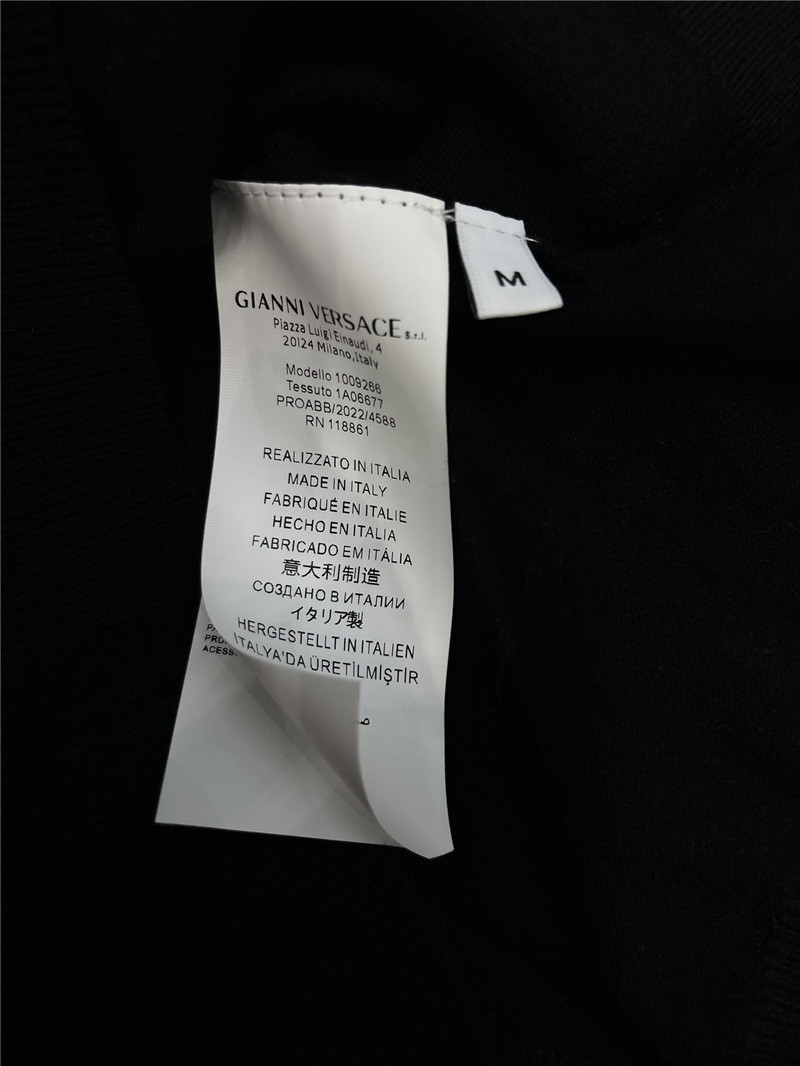 GIANNI VERSACE s.r.l.
Piazza Luigi Einaudi, 4
20124 Milano,Italy
Modello 1009266
Tessuto 1A06677
PROABB/2022/4588
RN 118861
REALIZZATO IN ITALIA
MADE IN ITALY
FABRIQUÉ EN ITALIE
HECHO EN ITALIA
FABRICADO EM ITÁLIA
意大利制造
СОЗДАНО В ИТАЛИИ
イタリア製
HERGESTELLT IN ITALIEN
İTALYA'DA ÜRETİLMİŞTİR
M